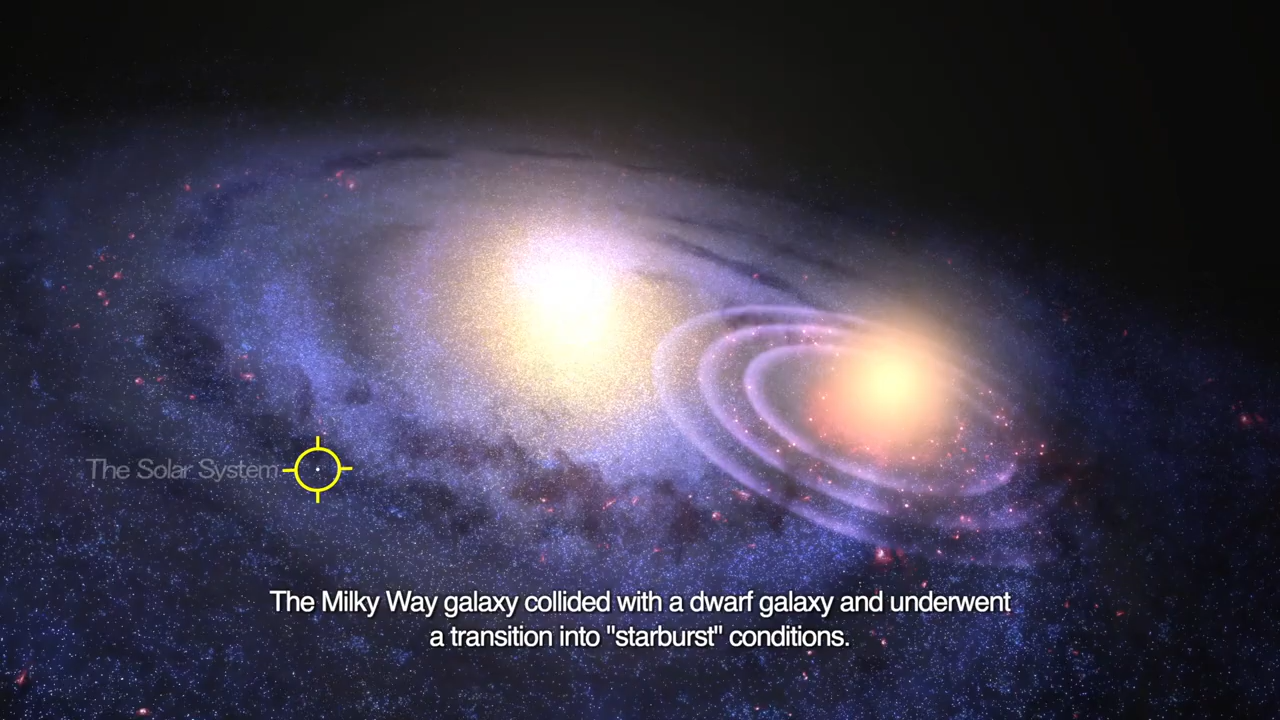 The Solar System
The Milky Way galaxy collided with a dwarf galaxy and underwent
a transition into "starburst" conditions.